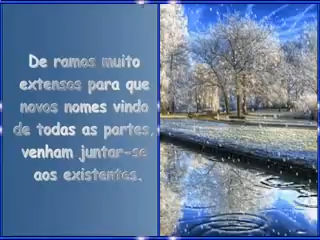 De ramos muito
extensos para que
novos nomes vindo
de todas as partes,
venham juntar-se
aos existentes.